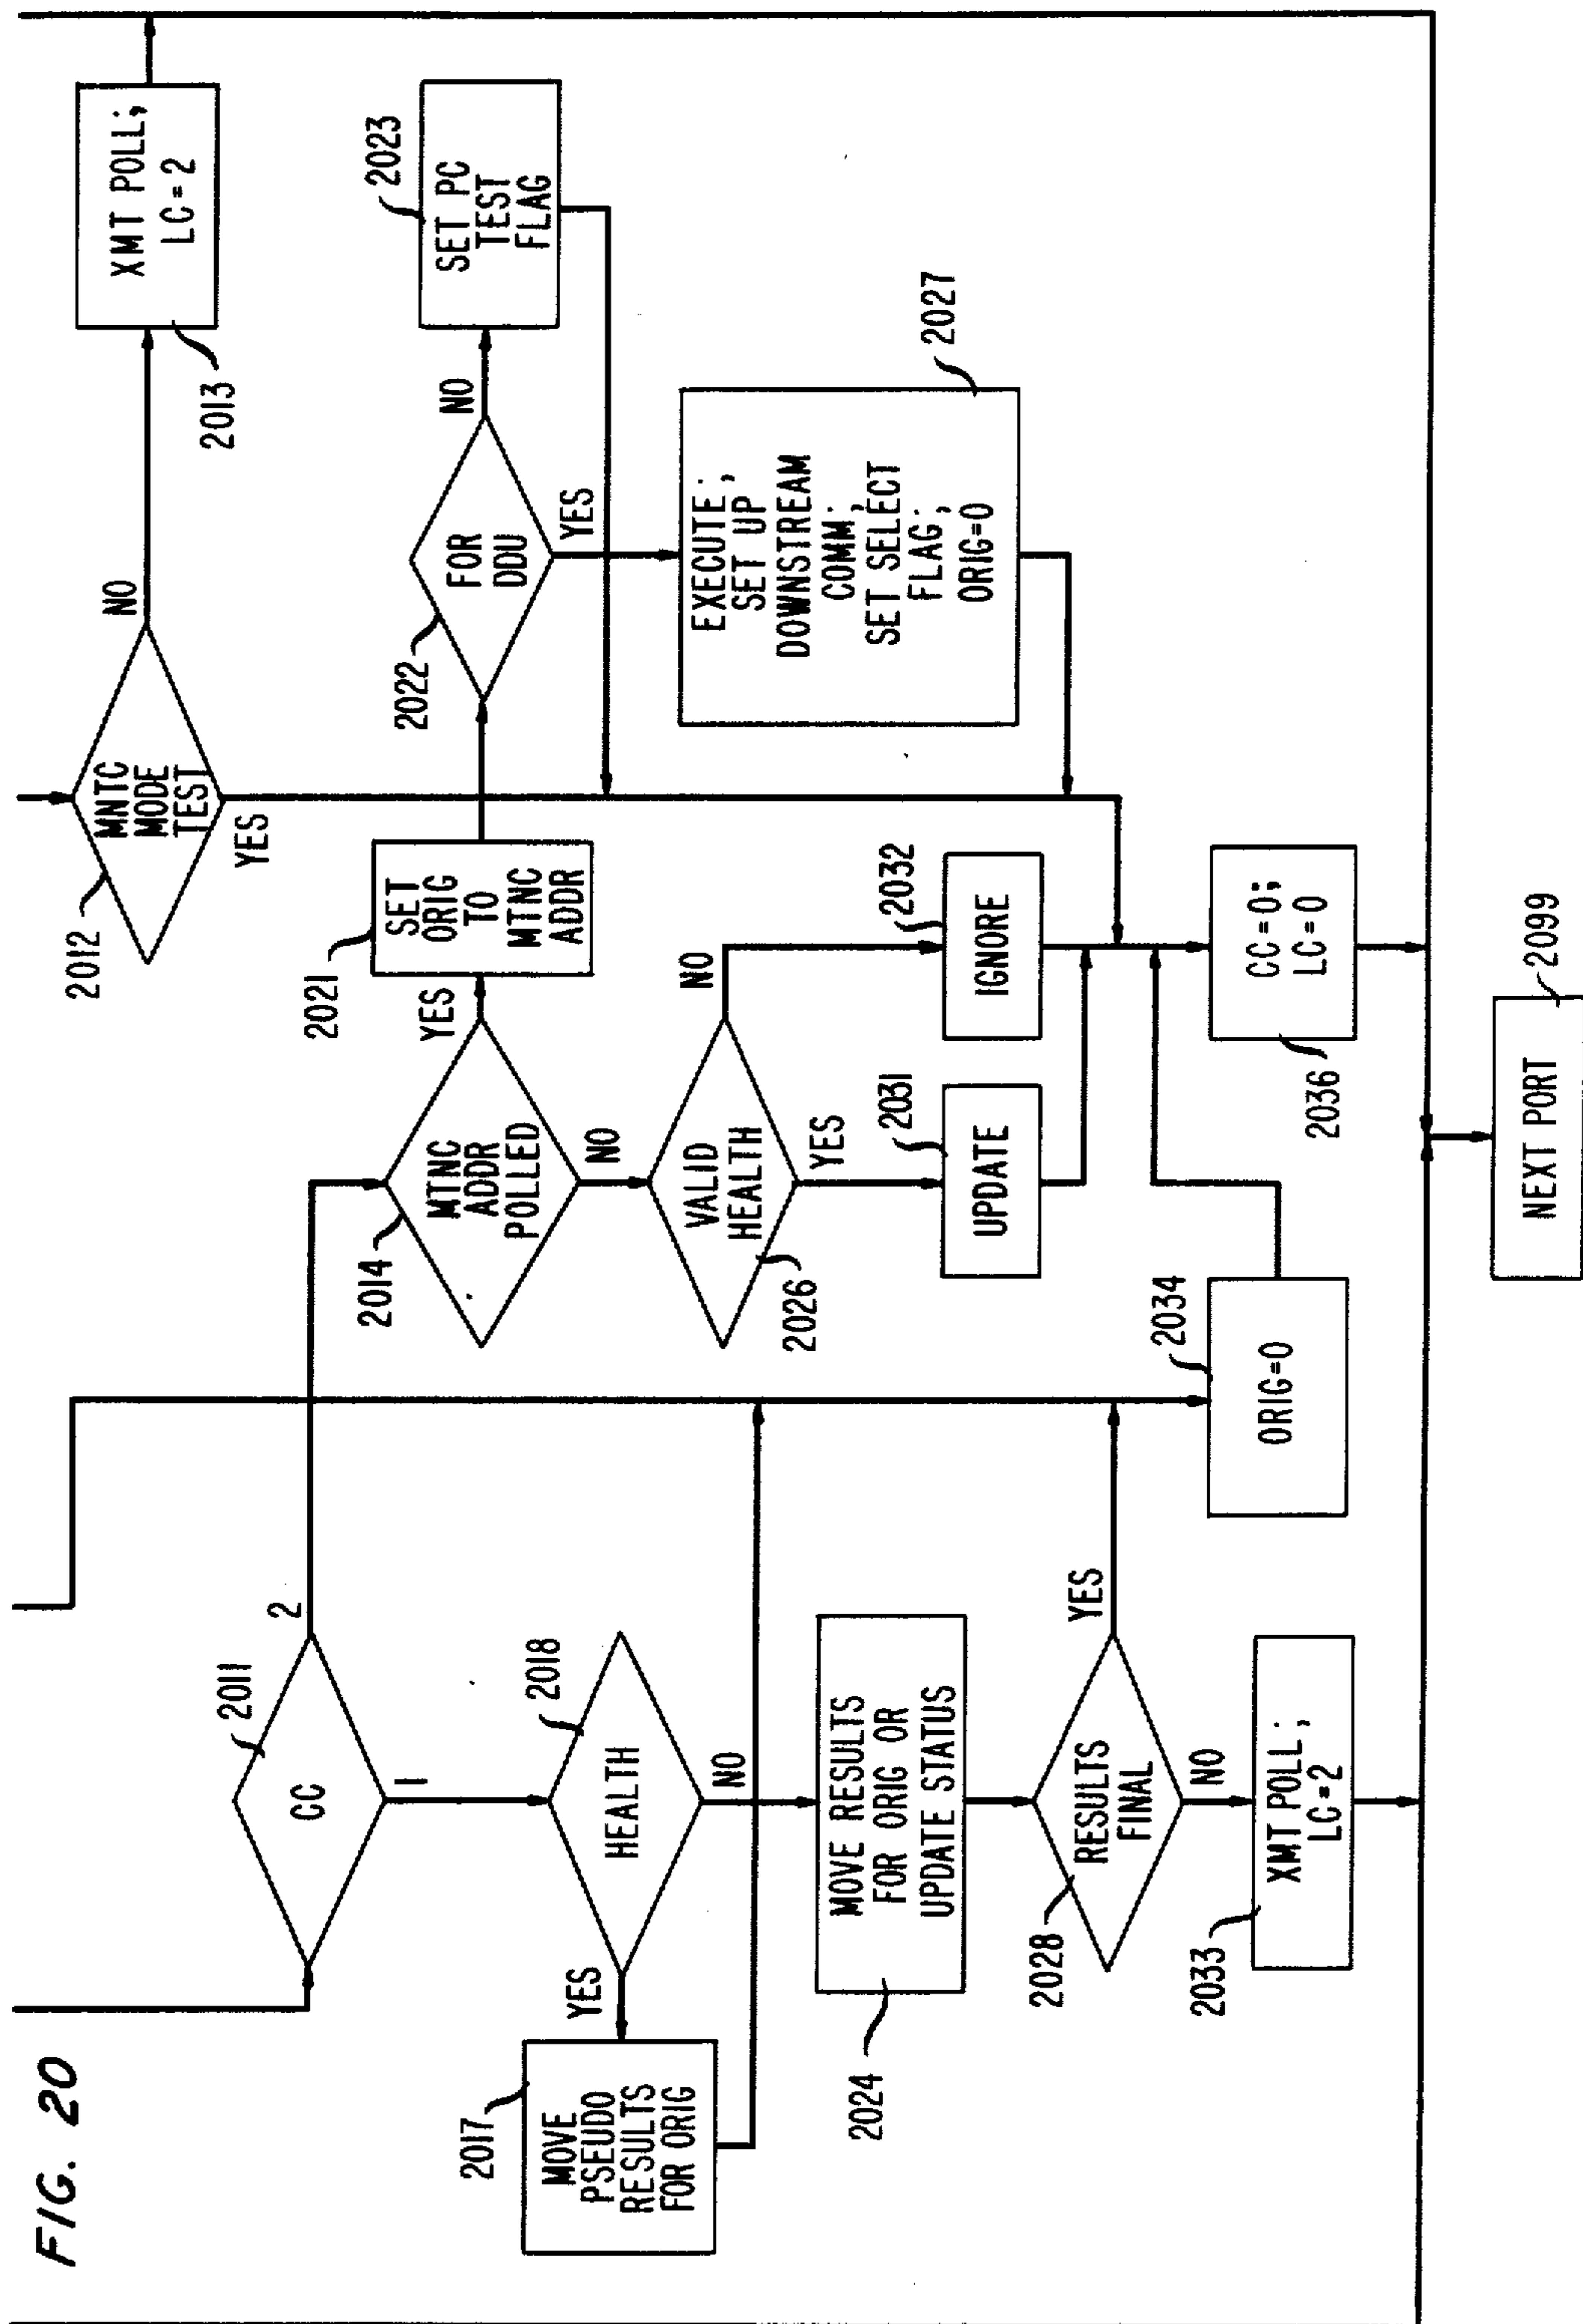 FIG. 20
2011
CC
2
1
2012
MNTC
MODE
TEST
NO
YES
2013
XMT POLL;
LC=2
2014
MTNC
ADDR
POLLED
YES
NO
2021
SET
ORIG
TO
MTNC
ADDR
2022
FOR
DDU
NO
YES
2023
SET PC
TEST
FLAG
2017
MOVE
PSEUDO
RESULTS
FOR ORIG
2018
HEALTH
YES
NO
2026
VALID
HEALTH
NO
YES
2027
EXECUTE;
SET UP
DOWNSTREAM
COMM;
SET SELECT
FLAG;
ORIG=0
2024
MOVE RESULTS
FOR ORIG OR
UPDATE STATUS
2031
UPDATE
2032
IGNORE
2028
RESULTS
FINAL
YES
NO
2033
XMT POLL;
LC=2
2034
ORIG=0
2036
CC=0;
LC=0
2099
NEXT PORT